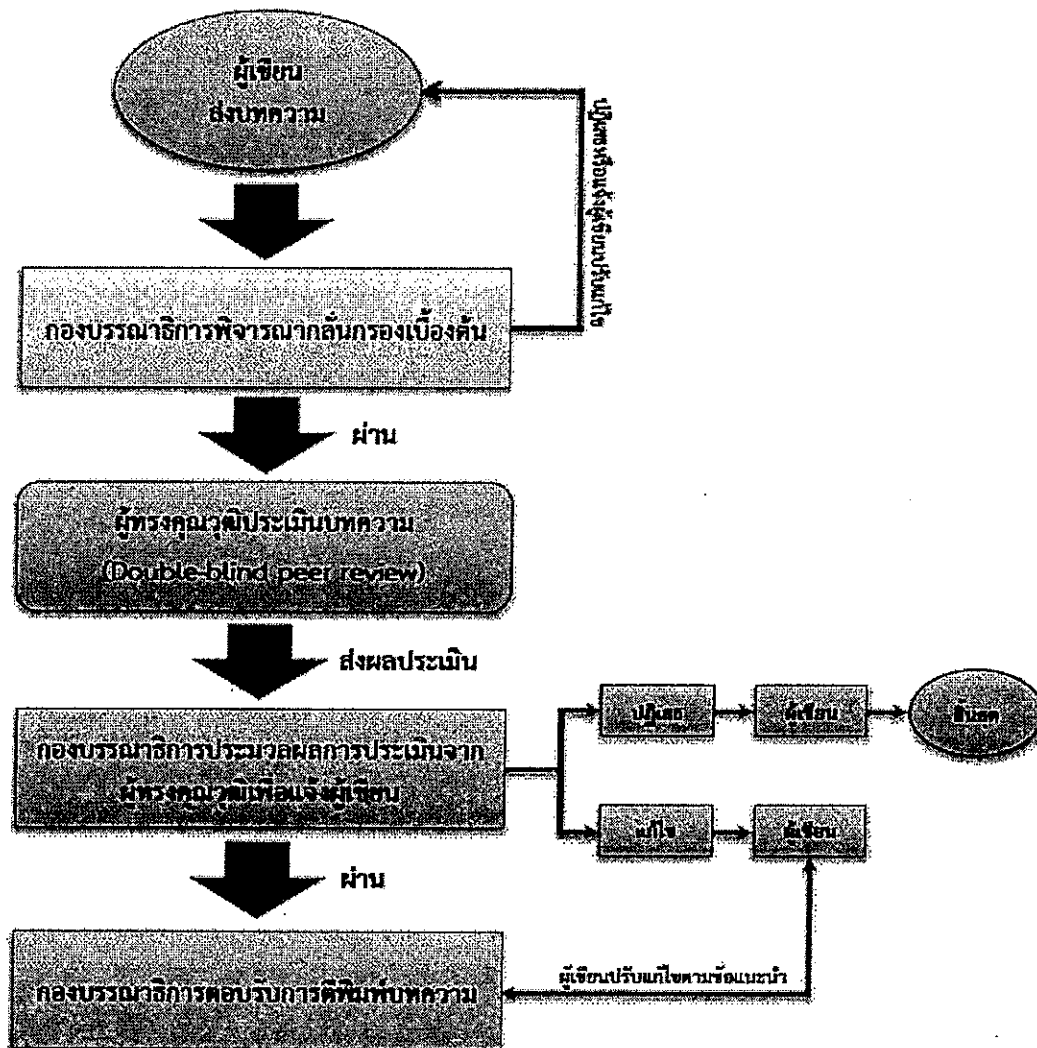 ผู้เขียน
ส่งบทความ
ปฏิเสธหรือแจ้งผู้เขียนปรับแก้ไข
กองบรรณาธิการพิจารณากลั่นกรองเบื้องต้น
ผ่าน
ผู้ทรงคุณวุฒิประเมินบทความ
(Double-blind peer review)
ส่งผลประเมิน
กองบรรณาธิการประมวลผลการประเมินจาก
ผู้ทรงคุณวุฒิเพื่อแจ้งผู้เขียน
ปฏิเสธ
ผู้เขียน
สิ้นสุด
แก้ไข
ผู้เขียน
ผ่าน
ผู้เขียนปรับแก้ไขตามข้อแนะนำ
กองบรรณาธิการตอบรับการตีพิมพ์บทความ